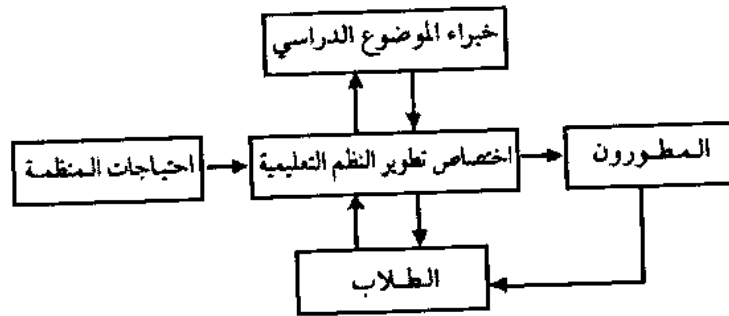 خبراء الموضوع الدراسي
المطورون
اختصاص تطوير النظم التعليمية
احتياجات المنظمة
الطلاب